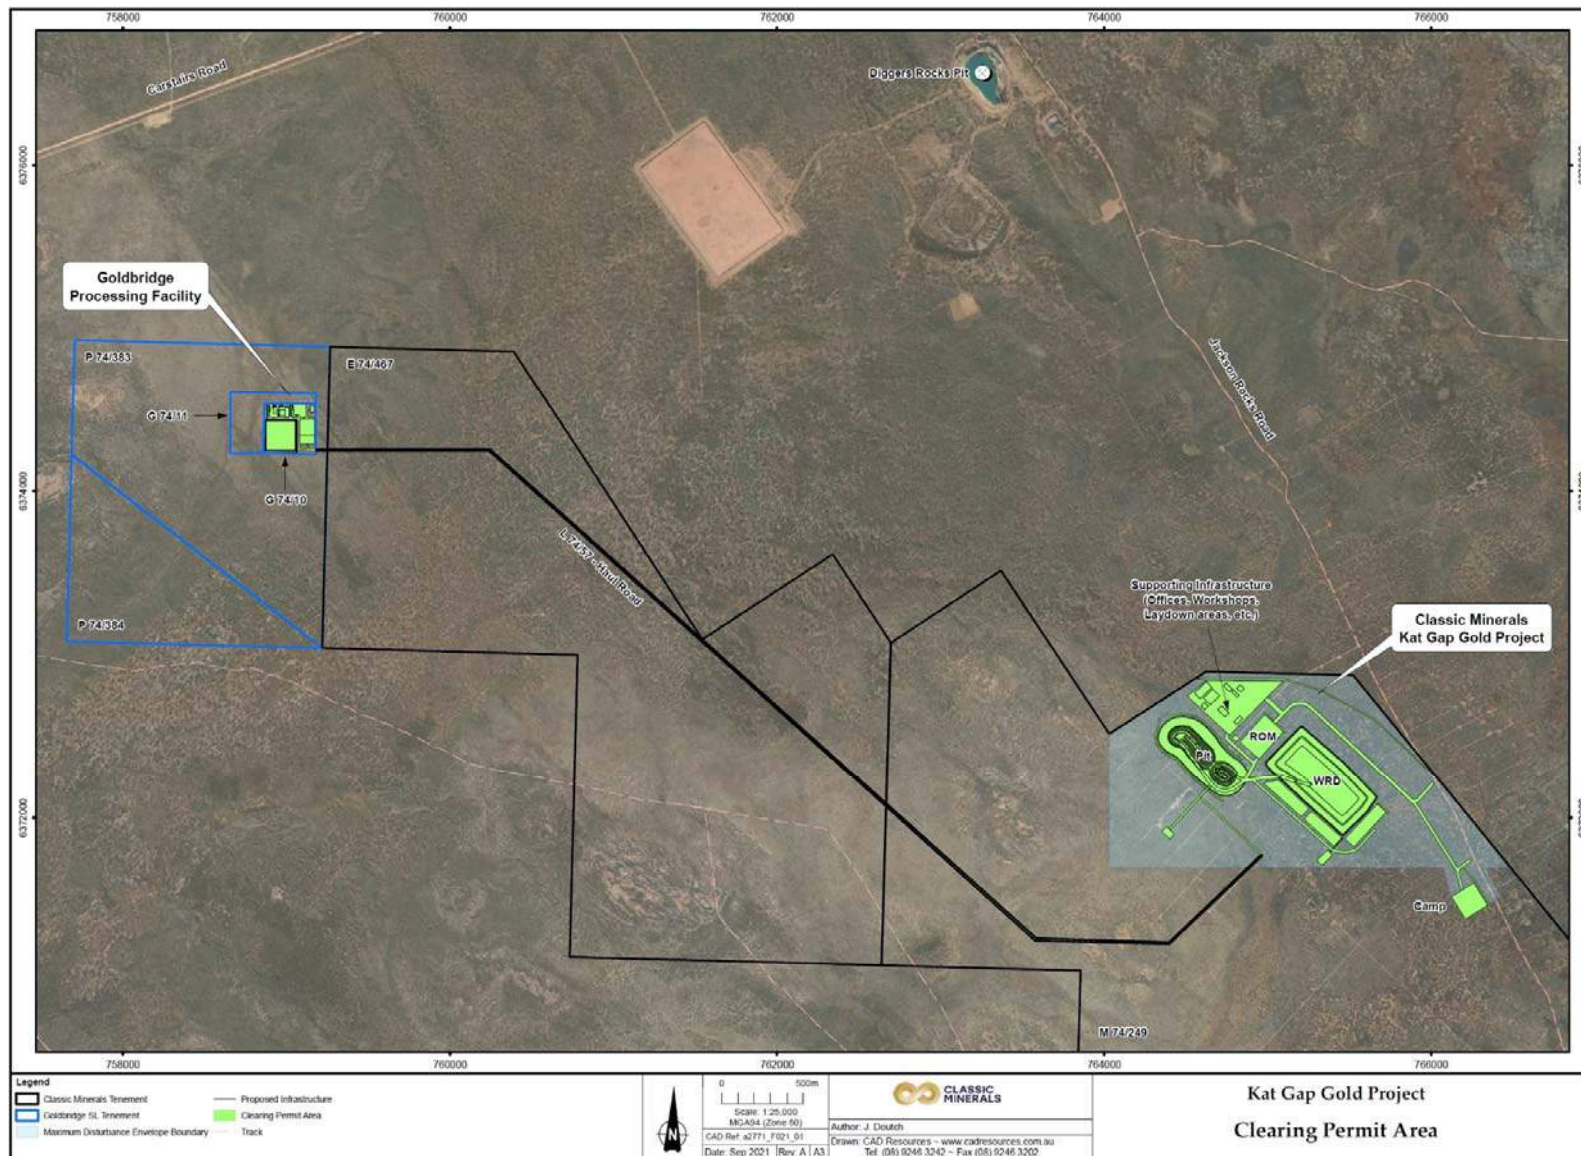 758000
760000
762000
764000
766000
Carstairs Road
Diggers Rocks Pit
6376000
6376000
Goldbridge
Processing Facility
P 74/383
E 74/467
G 74/11
Jackson Rocks Road
6374000
6374000
G 74/10
L 74/57 - Haul Road
Supporting Infrastructure
(Offices, Workshops,
Laydown areas, etc.)
Classic Minerals
Kat Gap Gold Project
P 74/384
ROM
Pit
WRD
6372000
6372000
Camp
M 74/249
758000
760000
762000
764000
766000
Legend
Classic Minerals Tenement
Goldbridge SL Tenement
Maximum Disturbance Envelope Boundary
Proposed Infrastructure
Clearing Permit Area
Track
N
0 500m
Scale: 1:25,000
MGA94 (Zone 50)
CAD Ref: a2771_F021_01
Date: Sep 2021 Rev: A A3
CLASSIC
MINERALS
Author: J. Doutch
Drawn: CAD Resources ~ www.cadresources.com.au
Tel: (08) 9246 3242 ~ Fax (08) 9246 3202
Kat Gap Gold Project
Clearing Permit Area